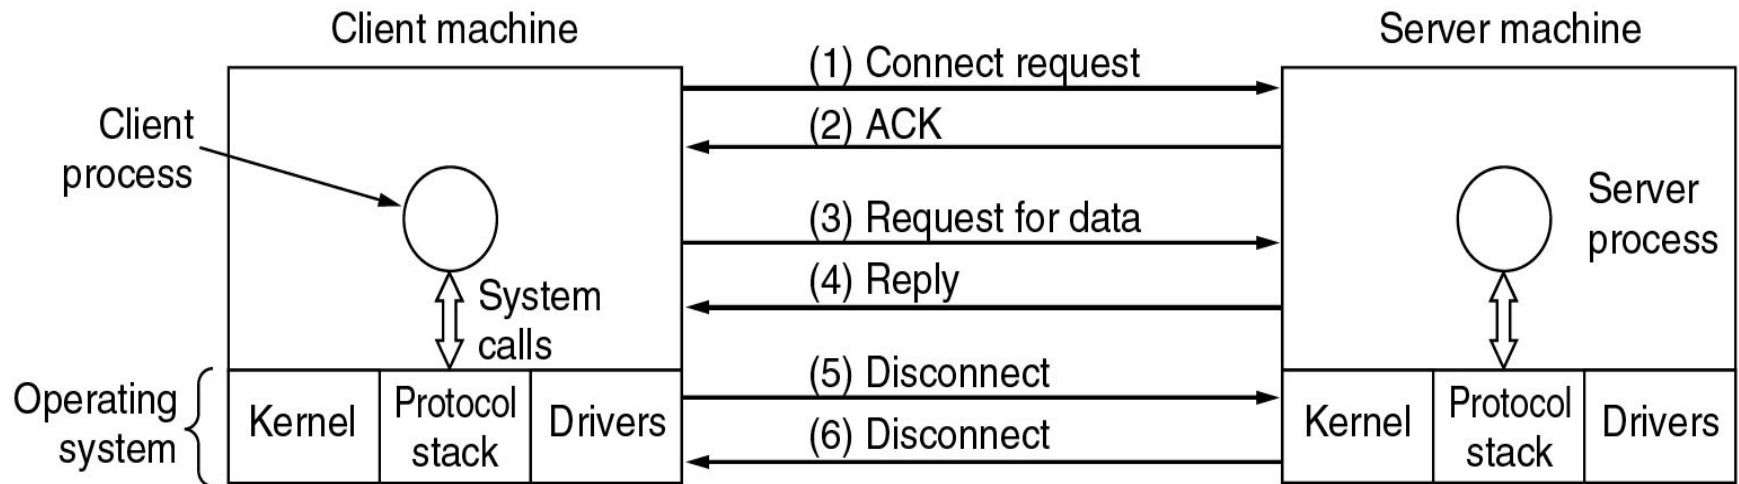 Client machine
Server machine
(1) Connect request
(2) ACK
Client
process
(3) Request for data
(4) Reply
Server
process
System
calls
(5) Disconnect
(6) Disconnect
Operating
system
Kernel
Protocol
stack
Drivers
Kernel
Protocol
stack
Drivers